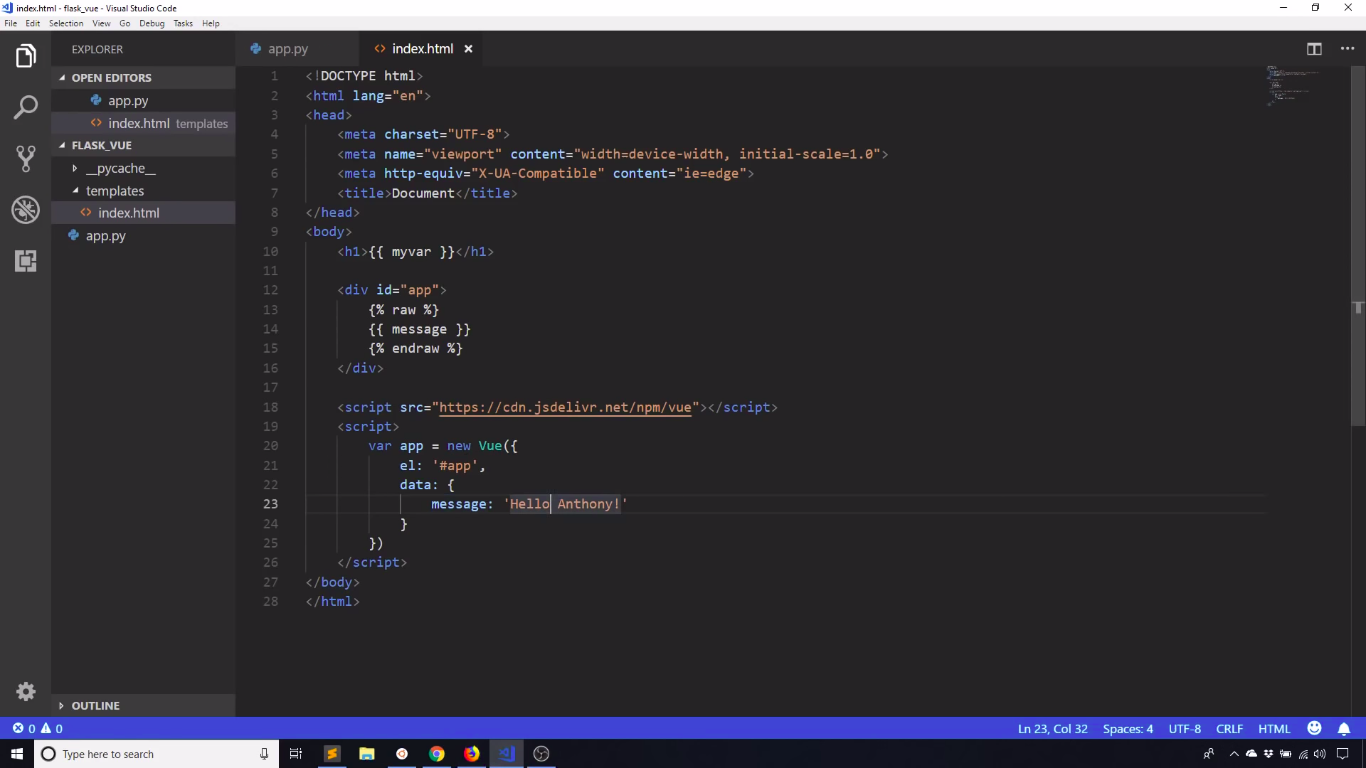 index.html - flask_vue - Visual Studio Code
File Edit Selection View Go Debug Tasks Help
EXPLORER
OPEN EDITORS
app.py
index.html templates
FLASK_VUE
__pycache__
templates
index.html
app.py
OUTLINE
app.py
index.html
1 <!DOCTYPE html>
2 <html lang="en">
3 <head>
4 <meta charset="UTF-8">
5 <meta name="viewport" content="width=device-width, initial-scale=1.0">
6 <meta http-equiv="X-UA-Compatible" content="ie=edge">
7 <title>Document</title>
8 </head>
9 <body>
10 <h1>{{ myvar }}</h1>
11
12 <div id="app">
13 {% raw %}
14 {{ message }}
15 {% endraw %}
16 </div>
17
18 <script src="https://cdn.jsdelivr.net/npm/vue"></script>
19 <script>
20 var app = new Vue({
21 el: '#app',
22 data: {
23 message: 'Hello Anthony!'
24 }
25 })
26 </script>
27 </body>
28 </html>
0 0
Ln 23, Col 32 Spaces: 4 UTF-8 CRLF HTML
Type here to search